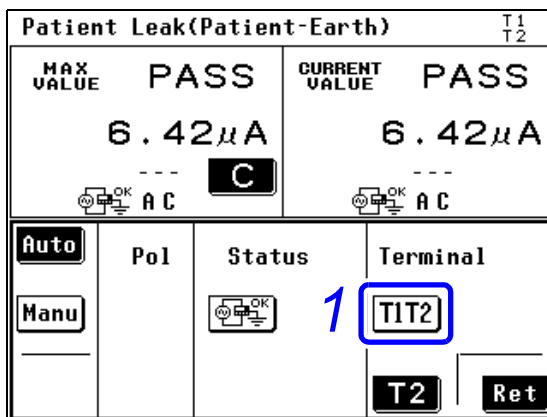 Patient Leak(Patient-Earth)
T1
T2
MAX
VALUE
PASS
6.42μA
---
C
OK
AC
CURRENT
VALUE
PASS
6.42μA
---
OK
AC
Auto
Manu
Pol
Status
OK
Terminal
1
T1T2
T2
Ret